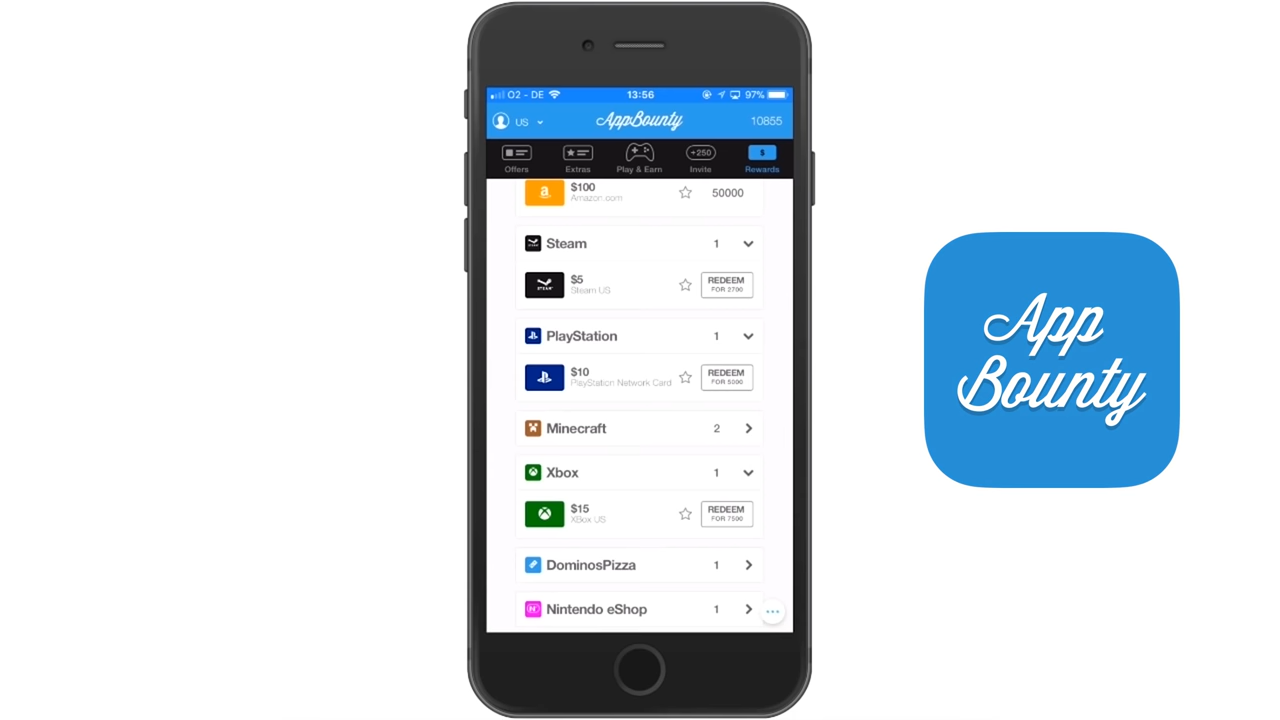 O2 - DE 13:56 97%
US AppBounty 10855
+250 $
Offers Extras Play & Earn Invite Rewards
a $100 50000
Amazon.com
Steam 1
$5 REDEEM
STEAM Steam US FOR 2700
PlayStation 1
$10 REDEEM
PlayStation Network Card FOR 5000
Minecraft 2
Xbox 1
$15 REDEEM
XBox US FOR 7500
DominosPizza 1
Nintendo eShop 1
App
Bounty